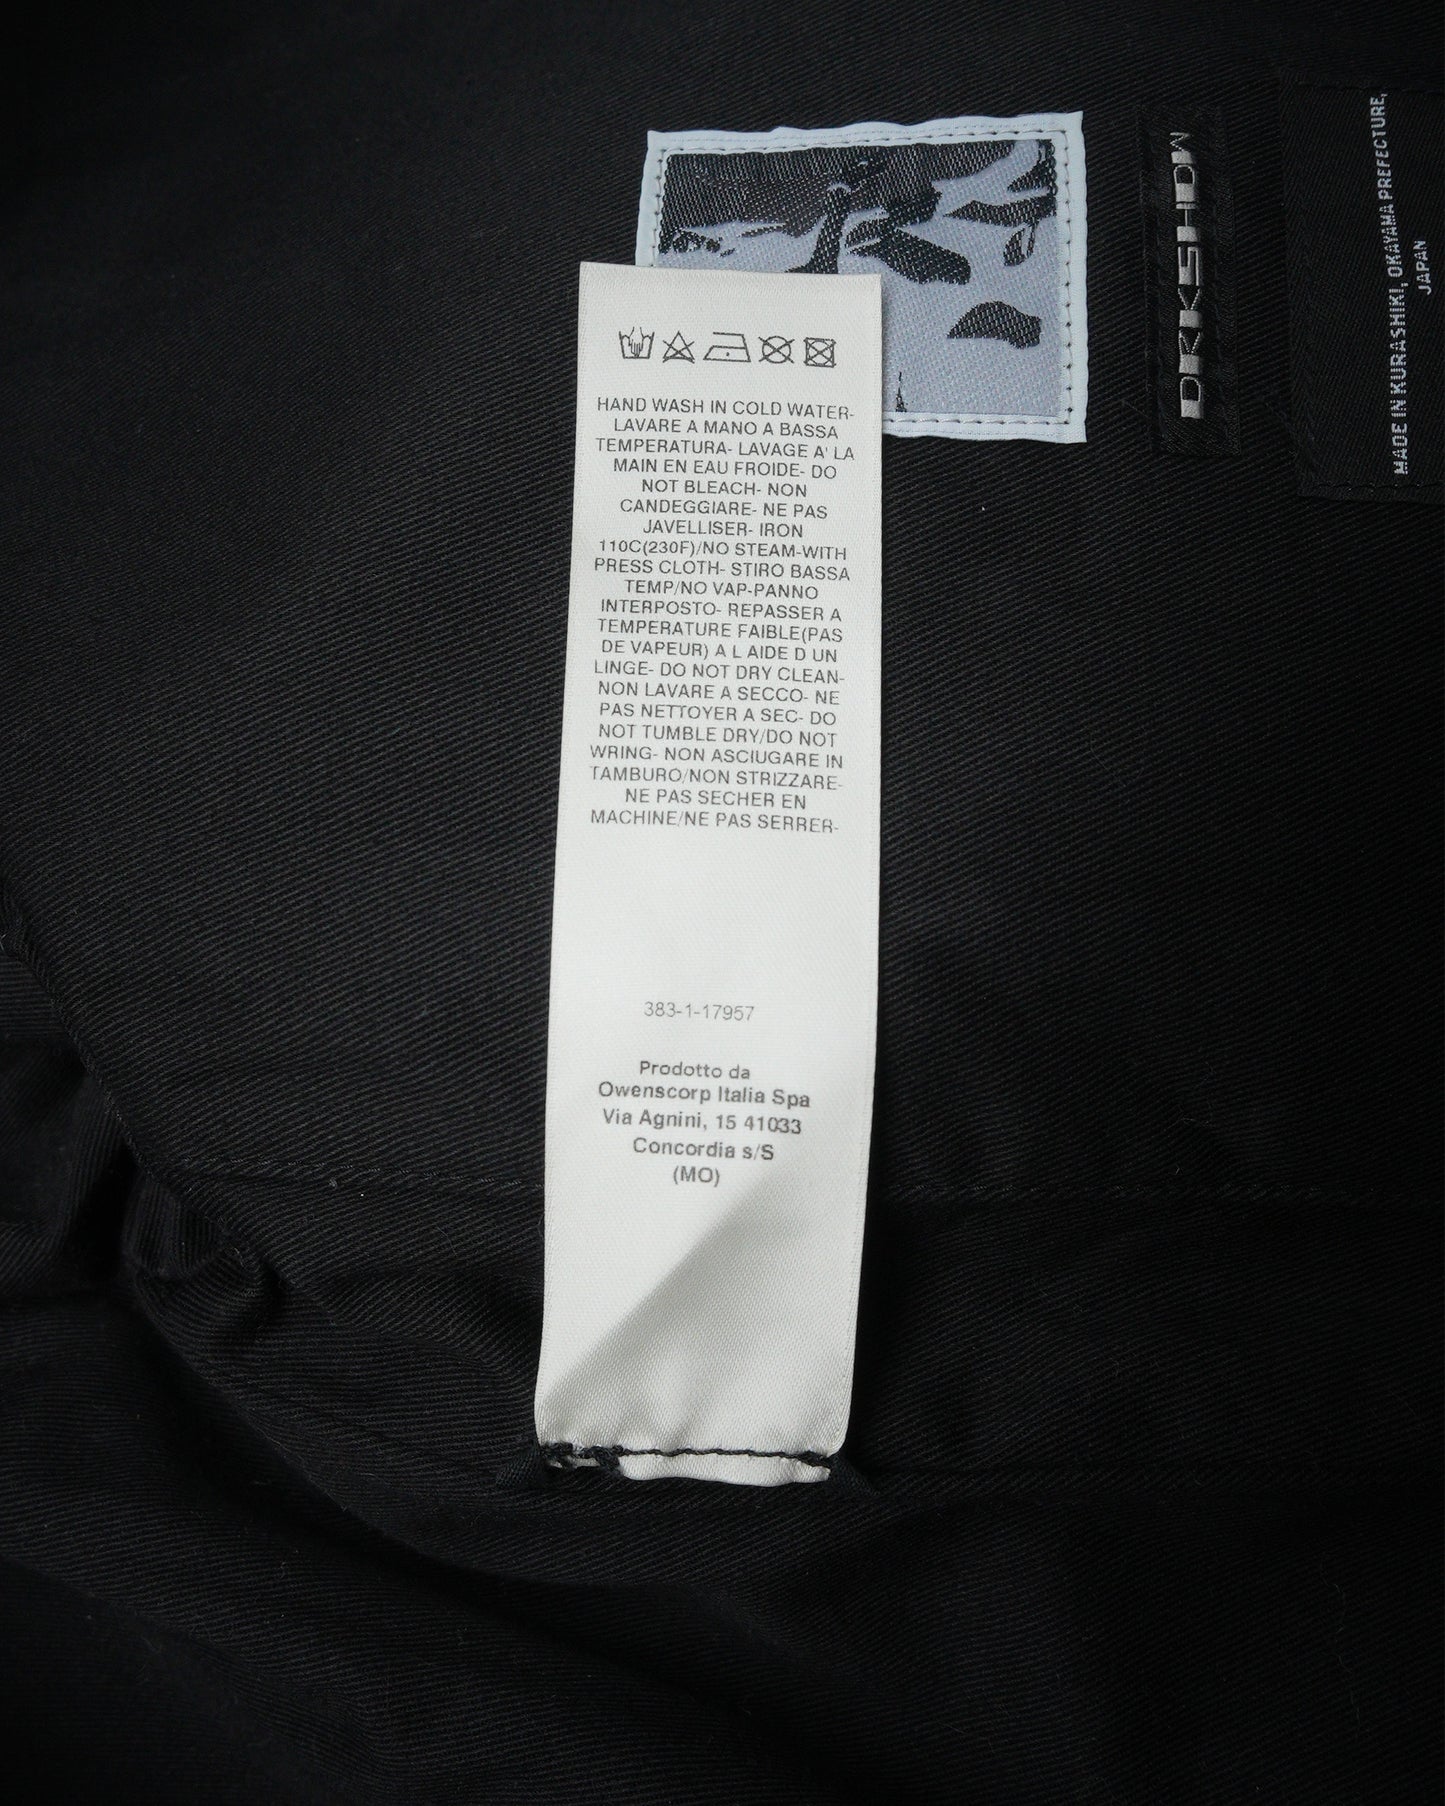 HAND WASH IN COLD WATER-
LAVARE A MANO A BASSA
TEMPERATURA- LAVAGE A' LA
MAIN EN EAU FROIDE- DO
NOT BLEACH- NON
CANDEGGIARE- NE PAS
JAVELLISER- IRON
110C(230F)/NO STEAM-WITH
PRESS CLOTH- STIRO BASSA
TEMP/NO VAP-PANNO
INTERPOSTO- REPASSER A
TEMPERATURE FAIBLE(PAS
DE VAPEUR) A L AIDE D UN
LINGE- DO NOT DRY CLEAN-
NON LAVARE A SECCO- NE
PAS NETTOYER A SEC- DO
NOT TUMBLE DRY/DO NOT
WRING- NON ASCIUGARE IN
TAMBURO/NON STRIZZARE-
NE PAS SECHER EN
MACHINE/NE PAS SERRER-
383-1-17957
Prodotto da
Owenscorp Italia Spa
Via Agnini, 15 41033
Concordia s/S
(MO)
DRKSHDW
MADE IN KURASHIKI, OKAYAMA PREFECTURE,
JAPAN